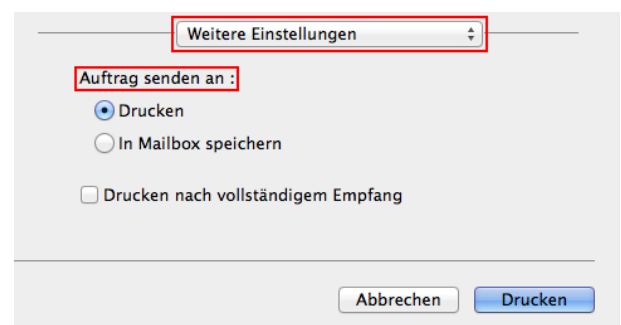 Weitere Einstellungen
Auftrag senden an :
Drucken
In Mailbox speichern
Drucken nach vollständigem Empfang
Abbrechen Drucken